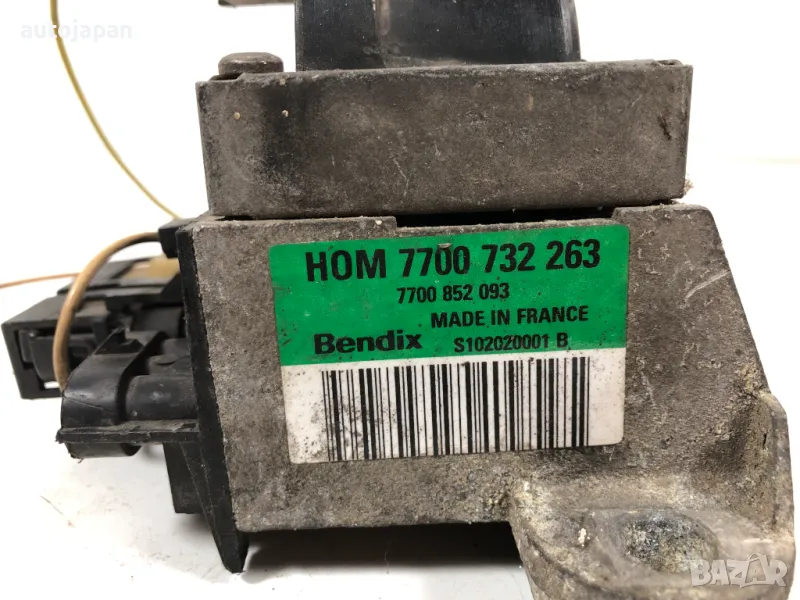 autojapan
HOM 7700 732 263
7700 852 093
MADE IN FRANCE
Bendix S102020001 B
BAZAR